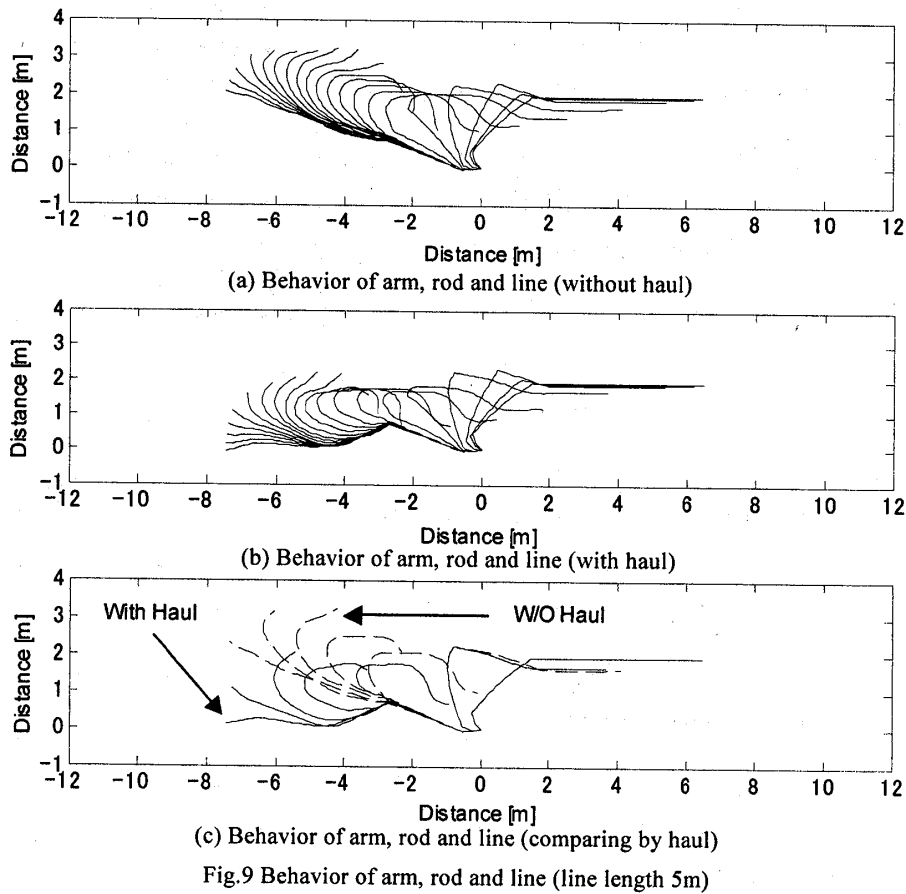 4
3
2
1
0
-1
Distance [m]
-12 -10 -8 -6 -4 -2 0 2 4 6 8 10 12
Distance [m]
(a) Behavior of arm, rod and line (without haul)
4
3
2
1
0
-1
Distance [m]
-12 -10 -8 -6 -4 -2 0 2 4 6 8 10 12
Distance [m]
(b) Behavior of arm, rod and line (with haul)
4
3
2
1
0
-1
Distance [m]
With Haul
W/O Haul
-12 -10 -8 -6 -4 -2 0 2 4 6 8 10 12
Distance [m]
(c) Behavior of arm, rod and line (comparing by haul)
Fig.9 Behavior of arm, rod and line (line length 5m)